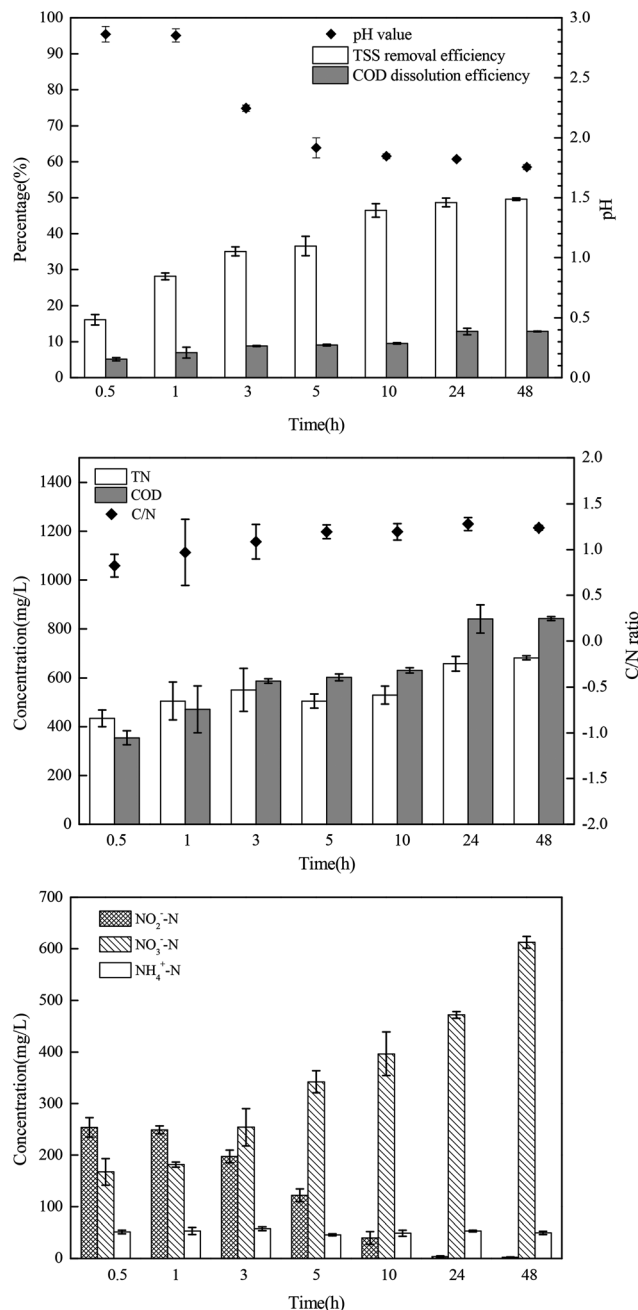 100
90
80
70
60
50
40
30
20
10
0
Percentage(%)
pH value
TSS removal efficiency
COD dissolution efficiency
3.0
2.5
2.0
1.5
1.0
0.5
0.0
pH
0.5 1 3 5 10 24 48
Time(h)
1400
1200
1000
800
600
400
200
0
Concentration(mg/L)
TN
COD
C/N
2.0
1.5
1.0
0.5
0.0
-0.5
-1.0
-1.5
-2.0
C/N ratio
0.5 1 3 5 10 24 48
Time(h)
700
600
500
400
300
200
100
0
Concentration(mg/L)
NO₂⁻-N
NO₃⁻-N
NH₄⁺-N
0.5 1 3 5 10 24 48
Time(h)